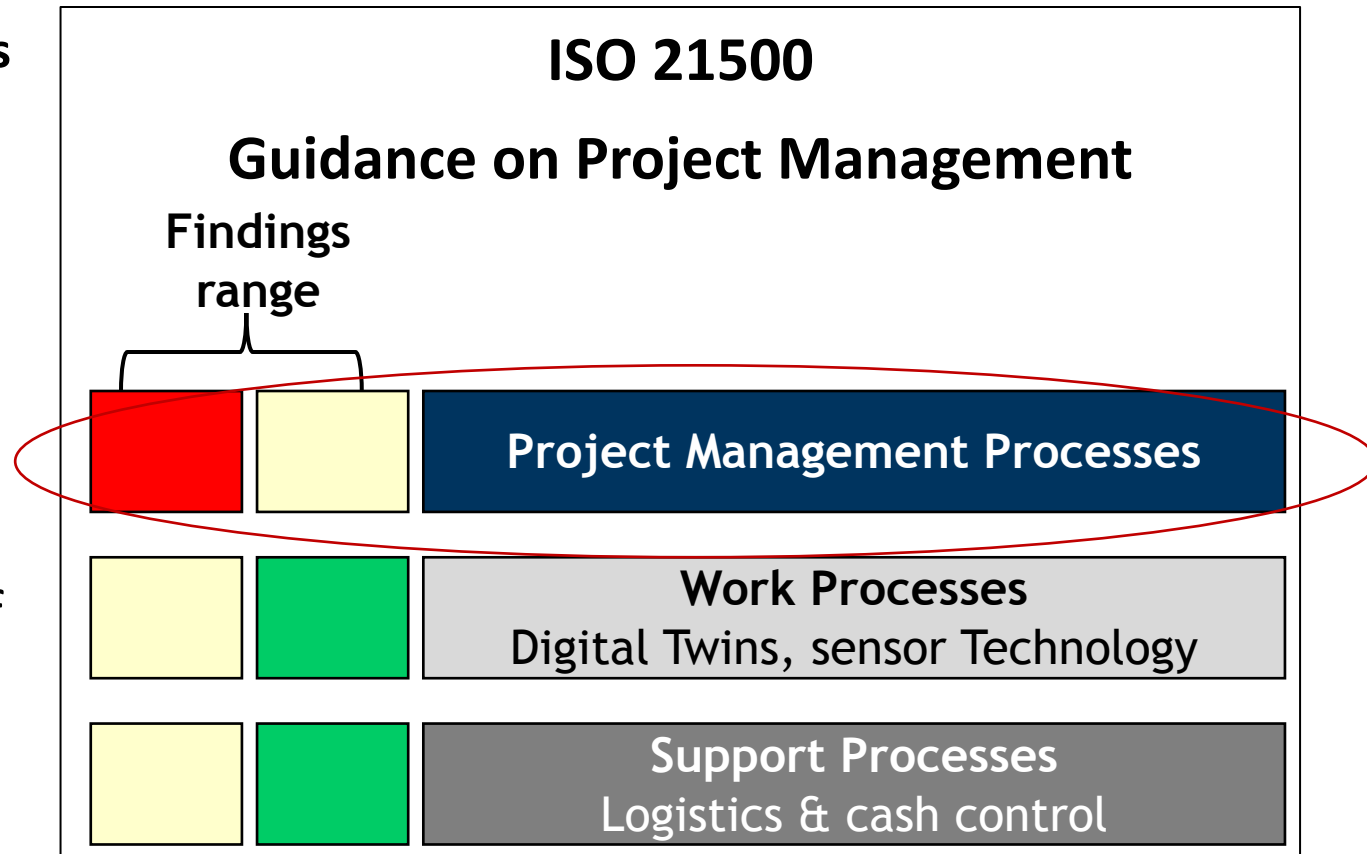 ISO 21500
Guidance on Project Management
Findings
range
Project Management Processes
Work Processes
Digital Twins, sensor Technology
Support Processes
Logistics & cash control